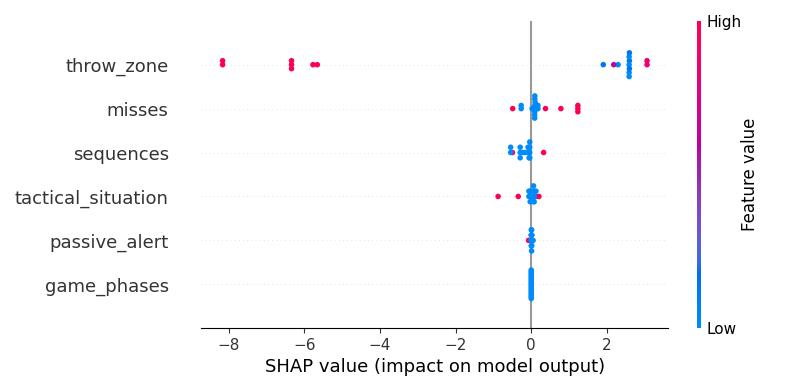 High
throw_zone
misses
sequences
tactical_situation
passive_alert
game_phases
Feature value
Low
−8 −6 −4 −2 0 2
SHAP value (impact on model output)